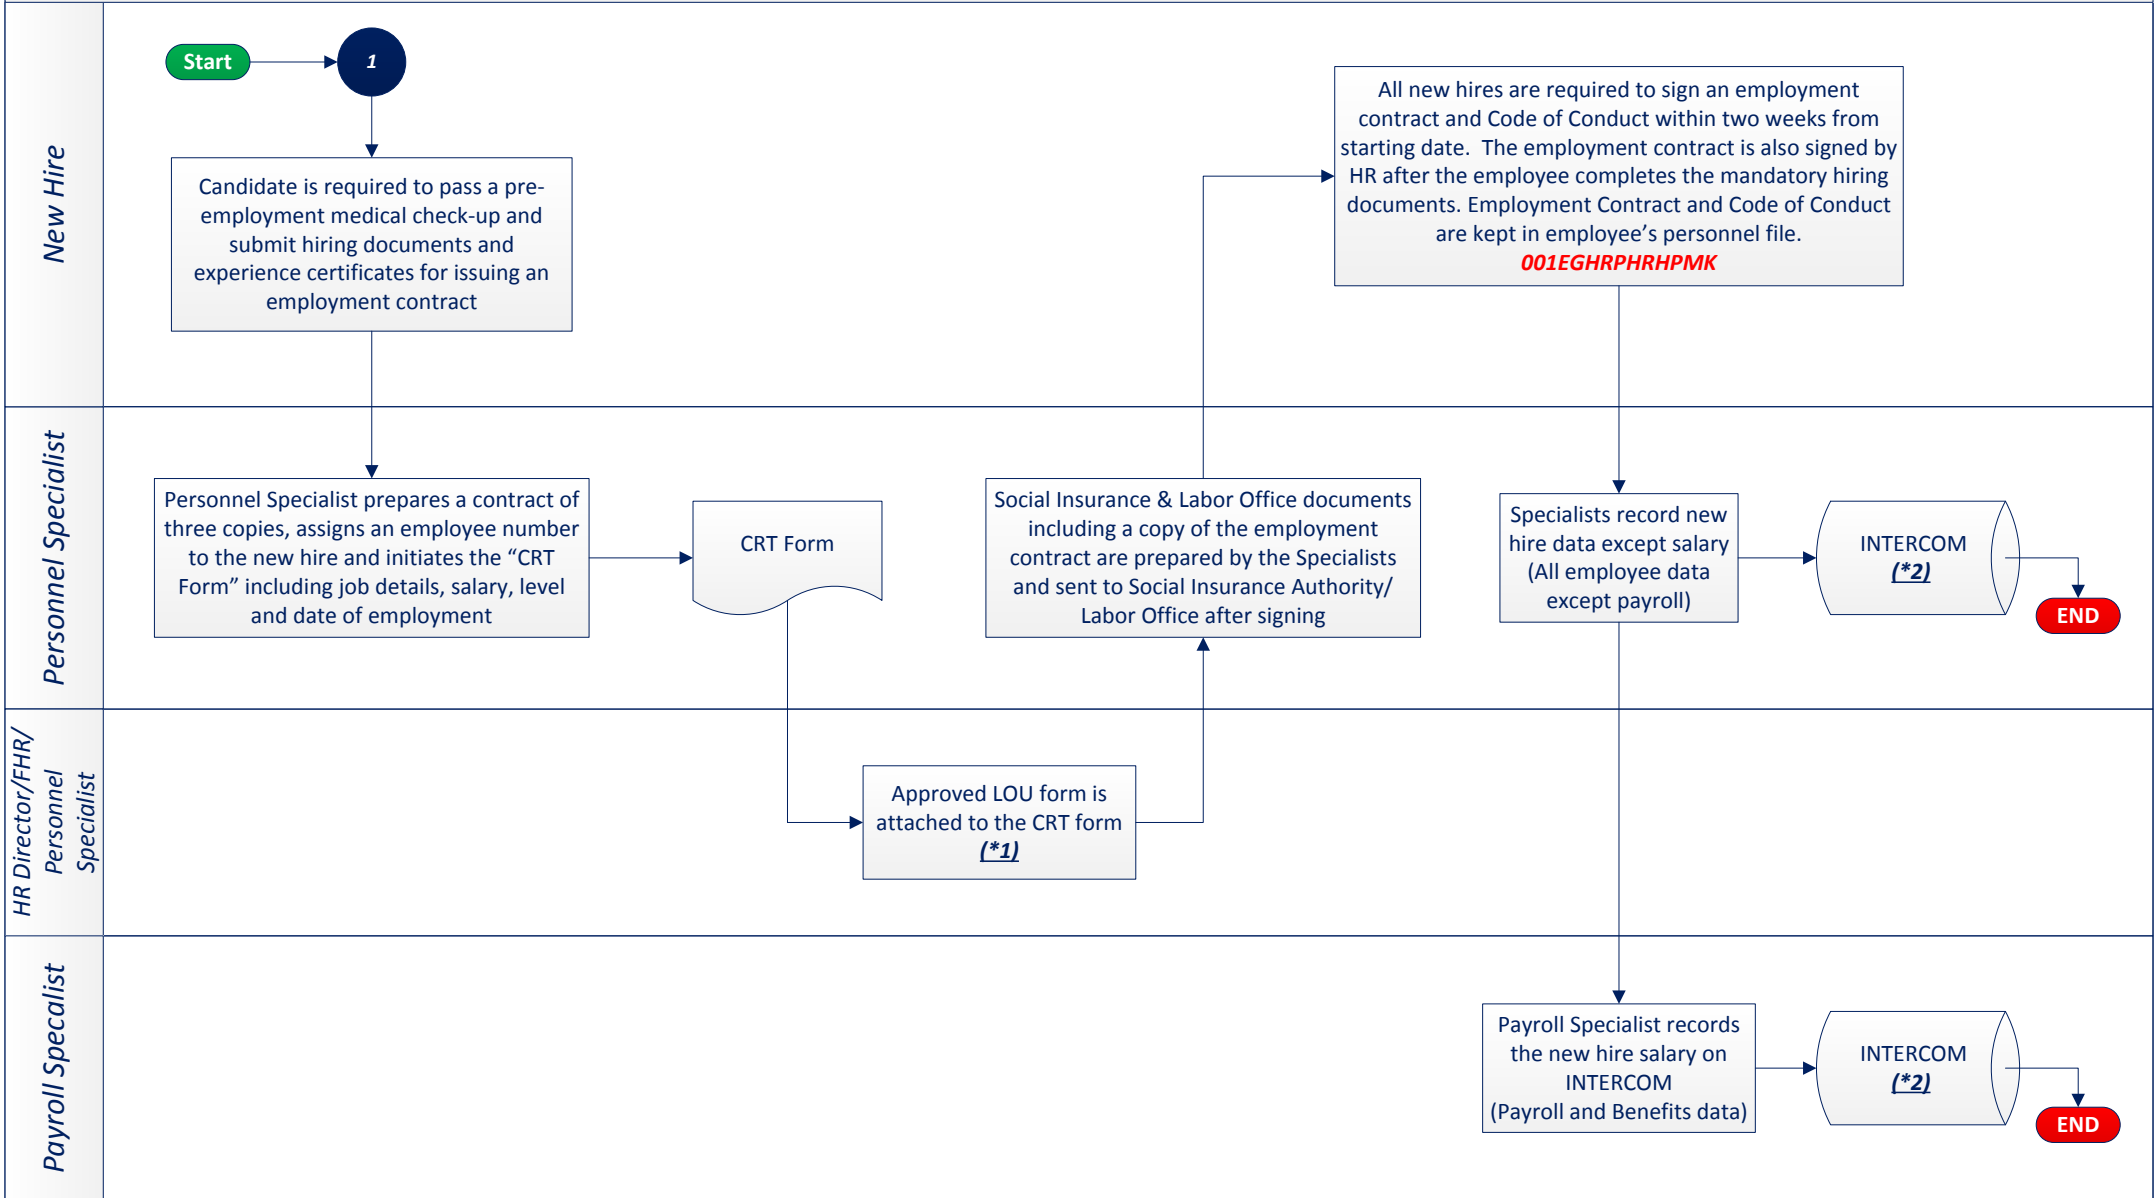 New Hire
Start
1
Candidate is required to pass a pre-
employment medical check-up and
submit hiring documents and
experience certificates for issuing an
employment contract
All new hires are required to sign an employment
contract and Code of Conduct within two weeks from
starting date.  The employment contract is also signed by
HR after the employee completes the mandatory hiring
documents. Employment Contract and Code of Conduct
are kept in employee’s personnel file.
001EGHRPHRHPMK
Personnel Specialist
Personnel Specialist prepares a contract of
three copies, assigns an employee number
to the new hire and initiates the “CRT
Form” including job details, salary, level
and date of employment
CRT Form
Social Insurance & Labor Office documents
including a copy of the employment
contract are prepared by the Specialists
and sent to Social Insurance Authority/
Labor Office after signing
Specialists record new
hire data except salary
(All employee data
except payroll)
INTERCOM
(*2)
END
HR Director/FHR/
Personnel
Specialist
Approved LOU form is
attached to the CRT form
(*1)
Payroll Specalist
Payroll Specialist records
the new hire salary on
INTERCOM
(Payroll and Benefits data)
INTERCOM
(*2)
END